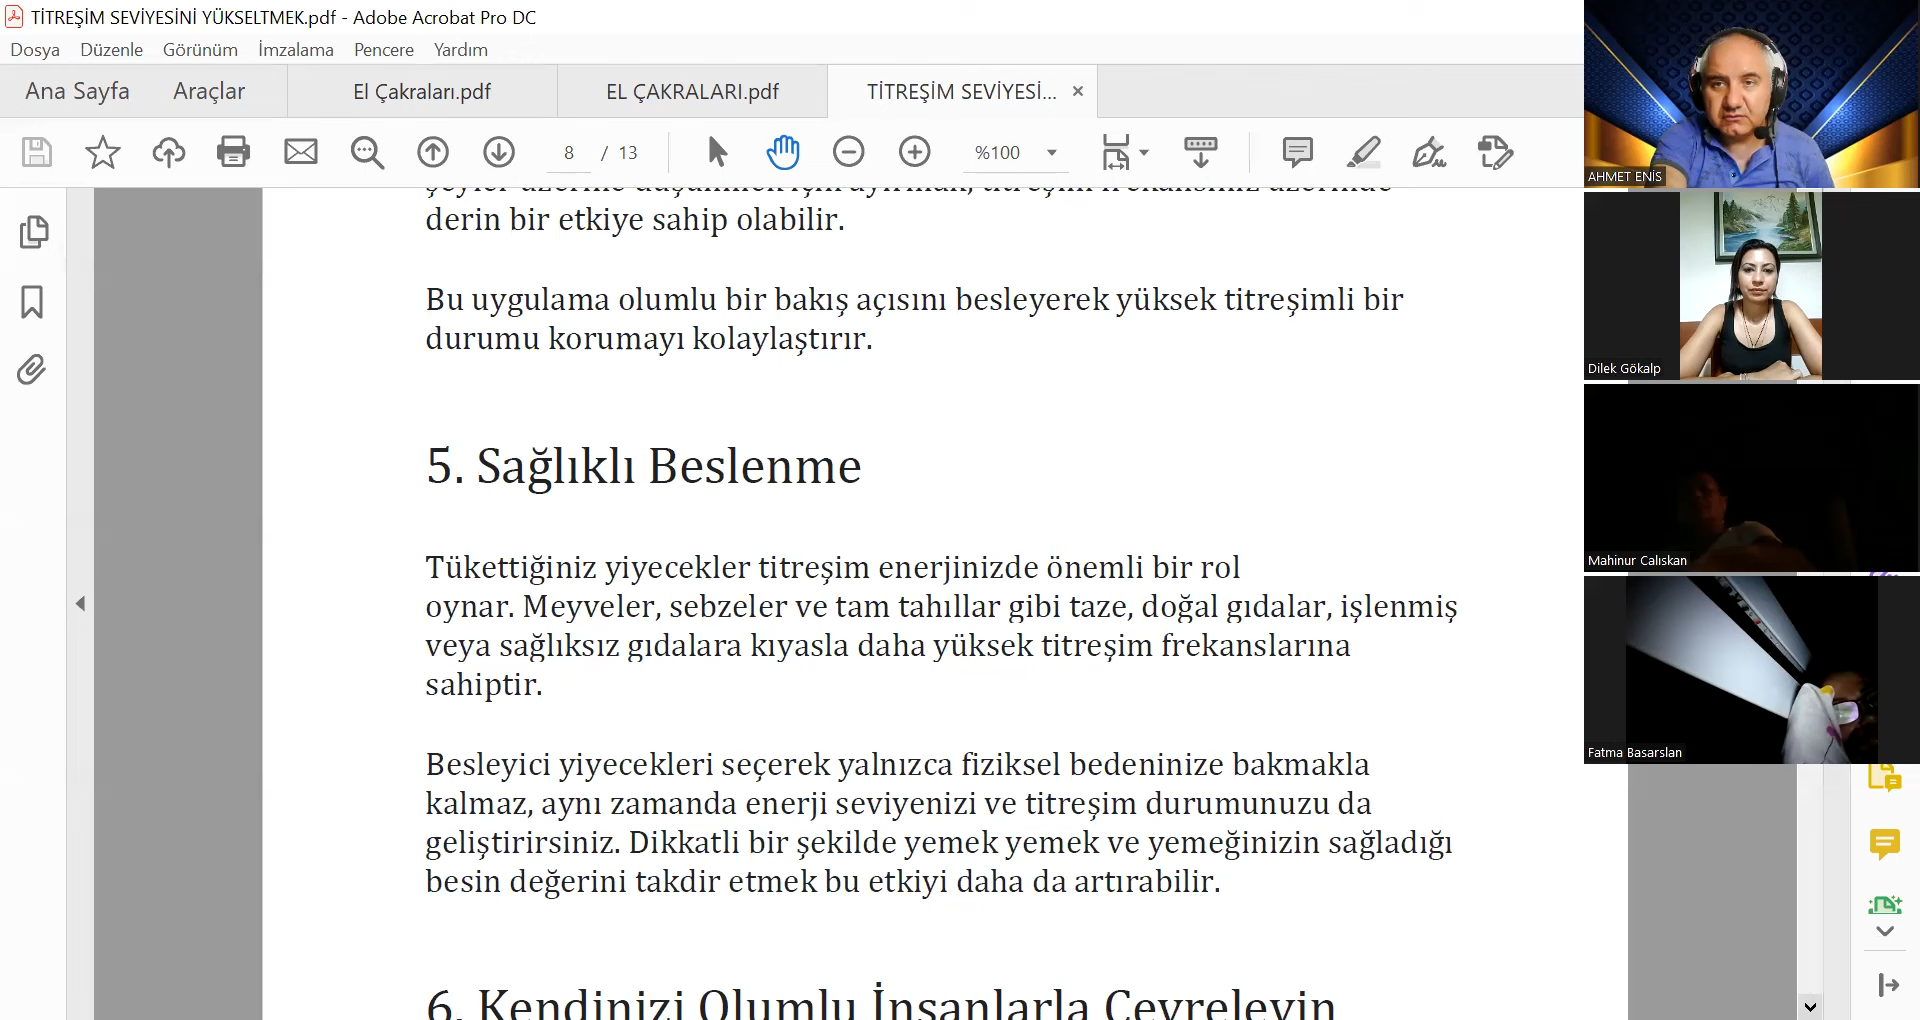 TİTREŞİM SEVİYESİNİ YÜKSELTMEK.pdf - Adobe Acrobat Pro DC
Dosya Düzenle Görünüm İmzalama Pencere Yardım
Ana Sayfa Araçlar El Çakraları.pdf EL ÇAKRALARI.pdf TİTREŞİM SEVİYESİ...
8 / 13 %100
derin bir etkiye sahip olabilir.
Bu uygulama olumlu bir bakış açısını besleyerek yüksek titreşimli bir
durumu korumayı kolaylaştırır.
5. Sağlıklı Beslenme
Tükettiğiniz yiyecekler titreşim enerjinizde önemli bir rol
oynar. Meyveler, sebzeler ve tam tahıllar gibi taze, doğal gıdalar, işlenmiş
veya sağlıksız gıdalara kıyasla daha yüksek titreşim frekanslarına
sahiptir.
Besleyici yiyecekleri seçerek yalnızca fiziksel bedeninize bakmakla
kalmaz, aynı zamanda enerji seviyenizi ve titreşim durumunuzu da
geliştirirsiniz. Dikkatli bir şekilde yemek yemek ve yemeğinizin sağladığı
besin değerini takdir etmek bu etkiyi daha da artırabilir.
6. Kendinizi Olumlu İnsanlarla Çevreleyin
AHMET ENİS
Dilek Gökalp
Mahinur Calıskan
Fatma Basarslan